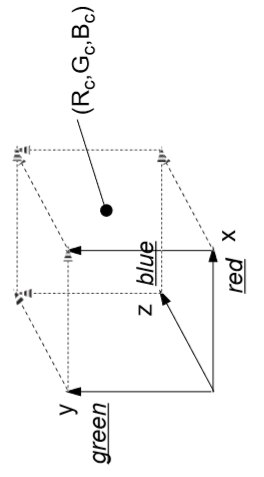 (R_c,G_c,B_c)
y
green
z
blue
x
red